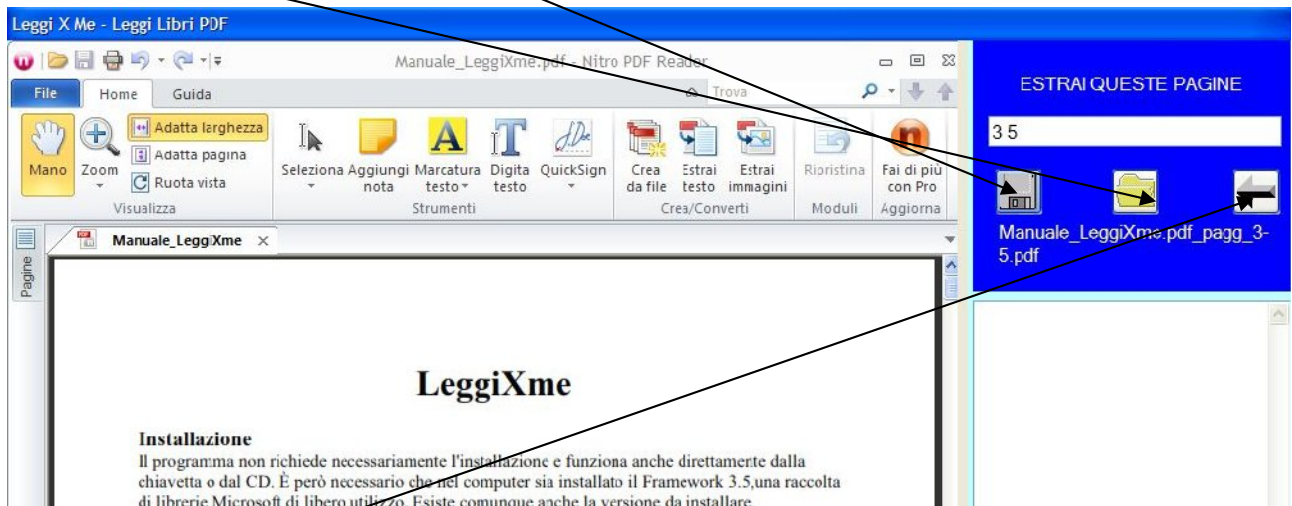 Leggi X Me - Leggi Libri PDF
Manuale_LeggiXme.pdf - Nitro PDF Reader
File Home Guida Trova
Mano
Zoom
Adatta larghezza
Adatta pagina
Ruota vista
Seleziona
Aggiungi nota
Marcatura testo
Digita testo
QuickSign
Crea da file
Estrai testo
Estrai immagini
Ripristina
Fai di più con Pro
Visualizza Strumenti Crea/Converti Moduli Aggiorna
Manuale_LeggiXme
Pagine
LeggiXme
Installazione
Il programma non richiede necessariamente l'installazione e funziona anche direttamente dalla
chiavetta o dal CD. È però necessario che nel computer sia installato il Framework 3.5,una raccolta
di librerie Microsoft di libero utilizzo. Esiste comunque anche la versione da installare.
ESTRAI QUESTE PAGINE
3 5
Manuale_LeggiXme.pdf_pagg_3-
5.pdf